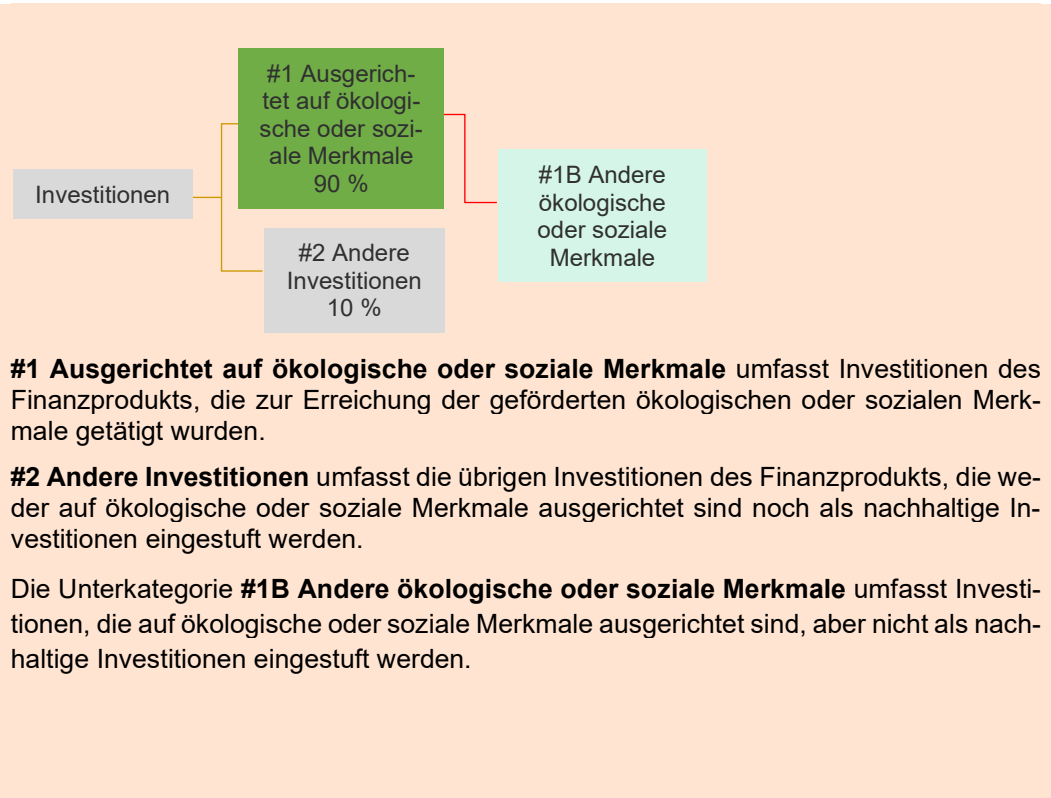 #1 Ausgerich-
tet auf ökologi-
sche oder sozi-
ale Merkmale
90 %
Investitionen
#1B Andere
ökologische
oder soziale
Merkmale
#2 Andere
Investitionen
10 %
#1 Ausgerichtet auf ökologische oder soziale Merkmale umfasst Investitionen des
Finanzprodukts, die zur Erreichung der geförderten ökologischen oder sozialen Merk-
male getätigt wurden.
#2 Andere Investitionen umfasst die übrigen Investitionen des Finanzprodukts, die we-
der auf ökologische oder soziale Merkmale ausgerichtet sind noch als nachhaltige In-
vestitionen eingestuft werden.
Die Unterkategorie #1B Andere ökologische oder soziale Merkmale umfasst Investi-
tionen, die auf ökologische oder soziale Merkmale ausgerichtet sind, aber nicht als nach-
haltige Investitionen eingestuft werden.